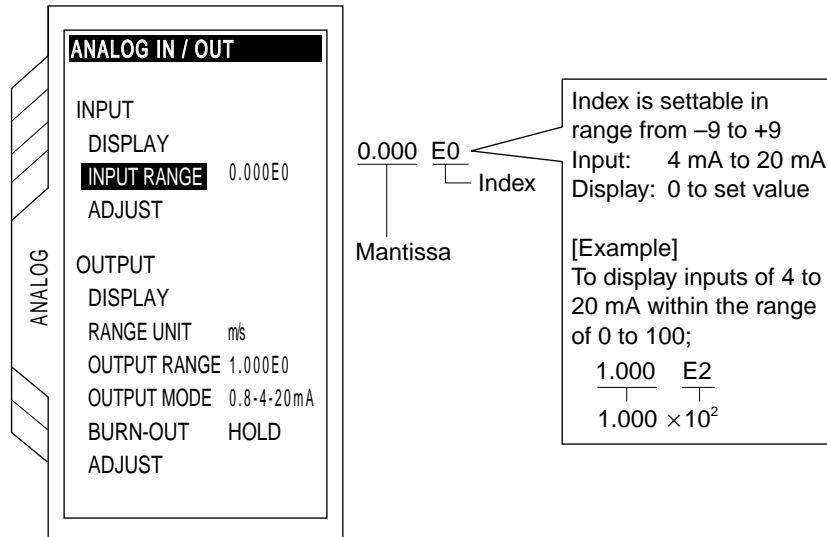 ANALOG IN / OUT
INPUT
DISPLAY
INPUT RANGE 0.000E0
ADJUST
OUTPUT
DISPLAY
RANGE UNIT m/s
OUTPUT RANGE 1.000E0
OUTPUT MODE 0.8-4-20mA
BURN-OUT HOLD
ADJUST
ANALOG
0.000 E0
Index
Mantissa
Index is settable in
range from –9 to +9
Input: 4 mA to 20 mA
Display: 0 to set value
[Example]
To display inputs of 4 to
20 mA within the range
of 0 to 100;
1.000 E2
1.000 ×10²